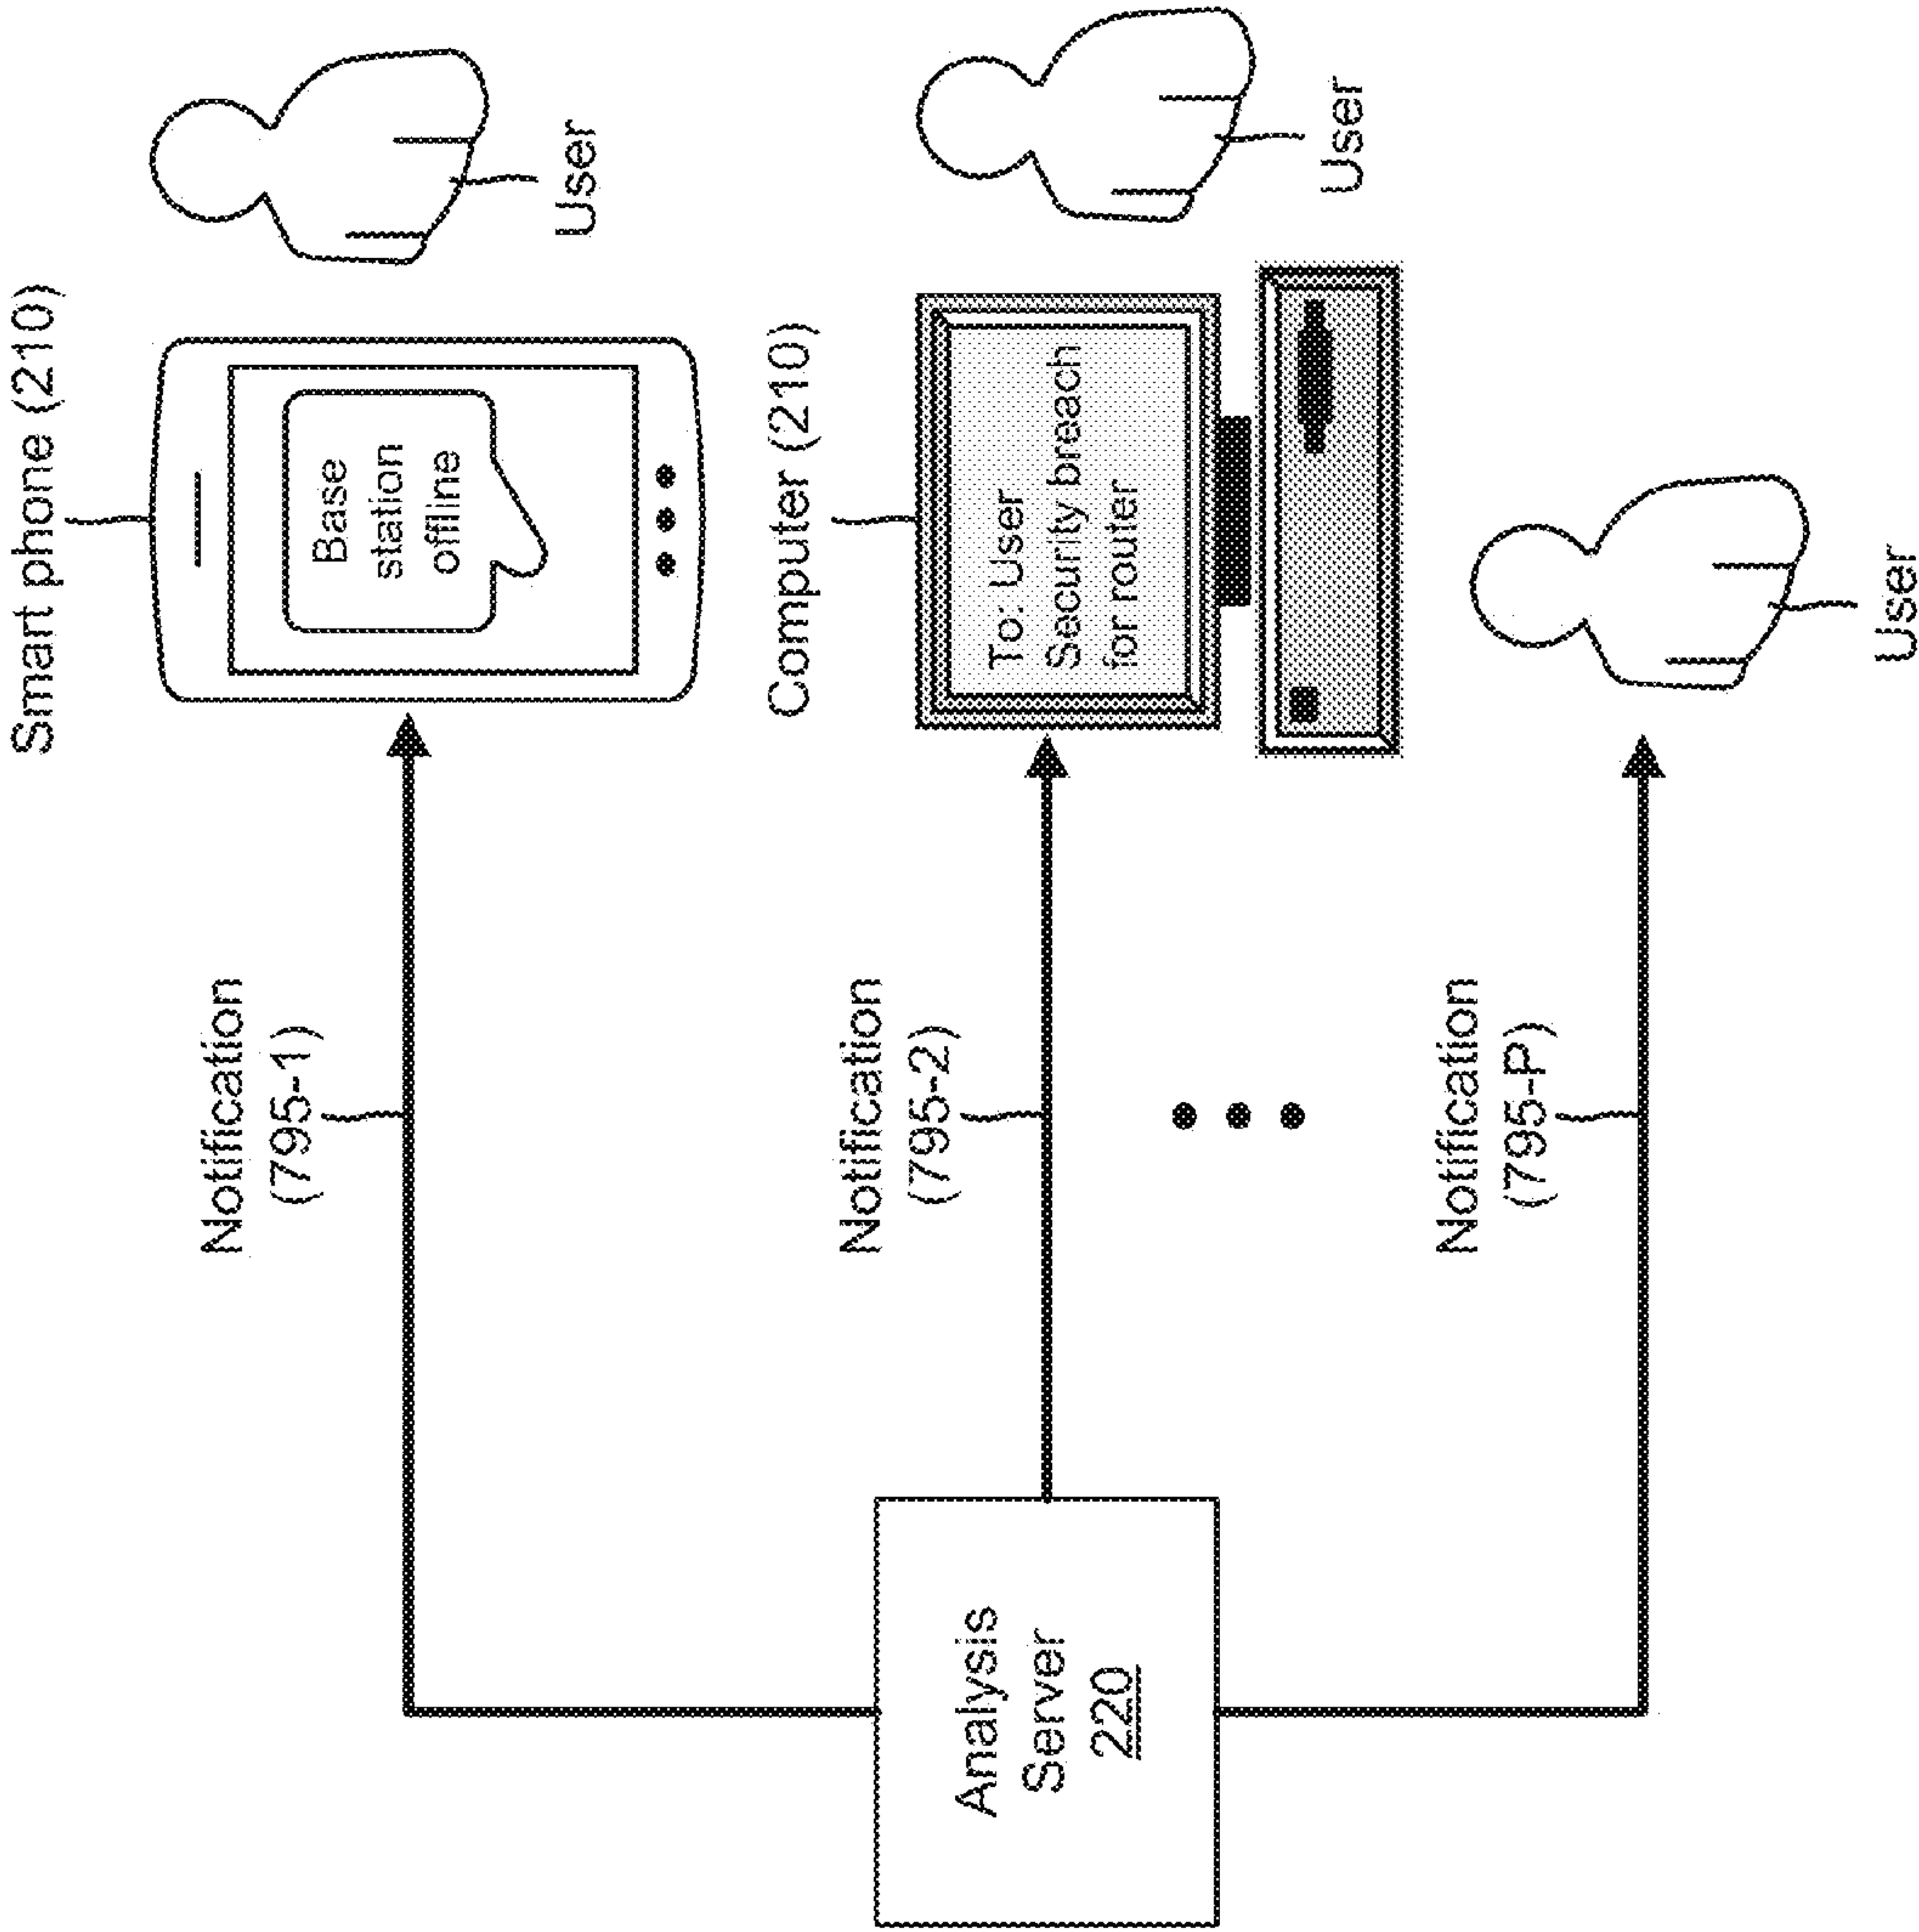 Smart phone (210)
Base
station
offline
User
Notification
(795-1)
Computer (210)
To: User
Security breach
for router
User
Notification
(795-2)
Analysis
Server
220
Notification
(795-P)
User